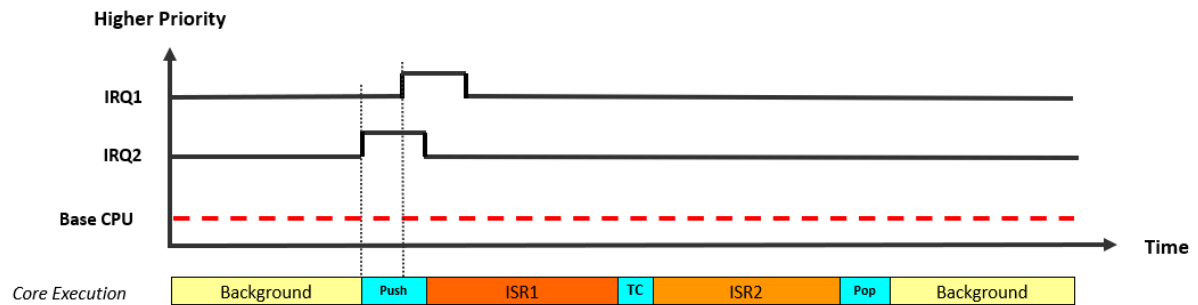 Higher Priority
IRQ1
IRQ2
Base CPU
Time
Core Execution Background Push ISR1 TC ISR2 Pop Background